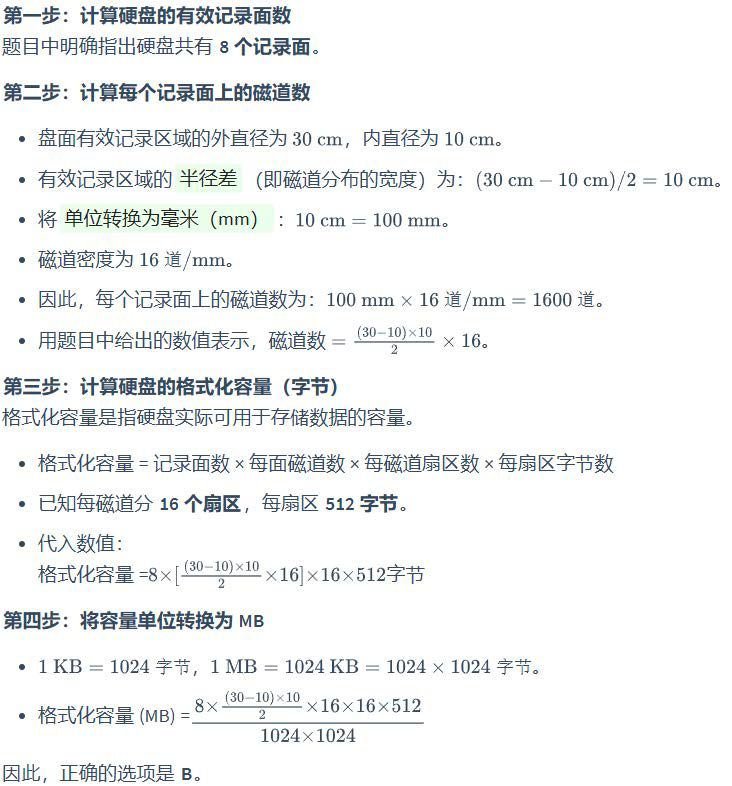 第一步：计算硬盘的有效记录面数
题目中明确指出硬盘共有 8 个记录面。
第二步：计算每个记录面上的磁道数
• 盘面有效记录区域的外直径为 30 cm，内直径为 10 cm。
• 有效记录区域的 半径差 （即磁道分布的宽度）为：(30 cm − 10 cm)/2 = 10 cm。
• 将 单位转换为毫米（mm） ：10 cm = 100 mm。
• 磁道密度为 16 道/mm。
• 因此，每个记录面上的磁道数为：100 mm × 16 道/mm = 1600 道。
• 用题目中给出的数值表示，磁道数 = \frac{(30−10)×10}{2} × 16。
第三步：计算硬盘的格式化容量（字节）
格式化容量是指硬盘实际可用于存储数据的容量。
• 格式化容量 = 记录面数 × 每面磁道数 × 每磁道扇区数 × 每扇区字节数
• 已知每磁道分 16 个扇区，每扇区 512 字节。
• 代入数值：
格式化容量 =8×[\frac{(30−10)×10}{2}×16]×16×512字节
第四步：将容量单位转换为 MB
• 1 KB = 1024 字节，1 MB = 1024 KB = 1024 × 1024 字节。
• 格式化容量 (MB) =\frac{8×\frac{(30−10)×10}{2}×16×16×512}{1024×1024}
因此，正确的选项是 B。